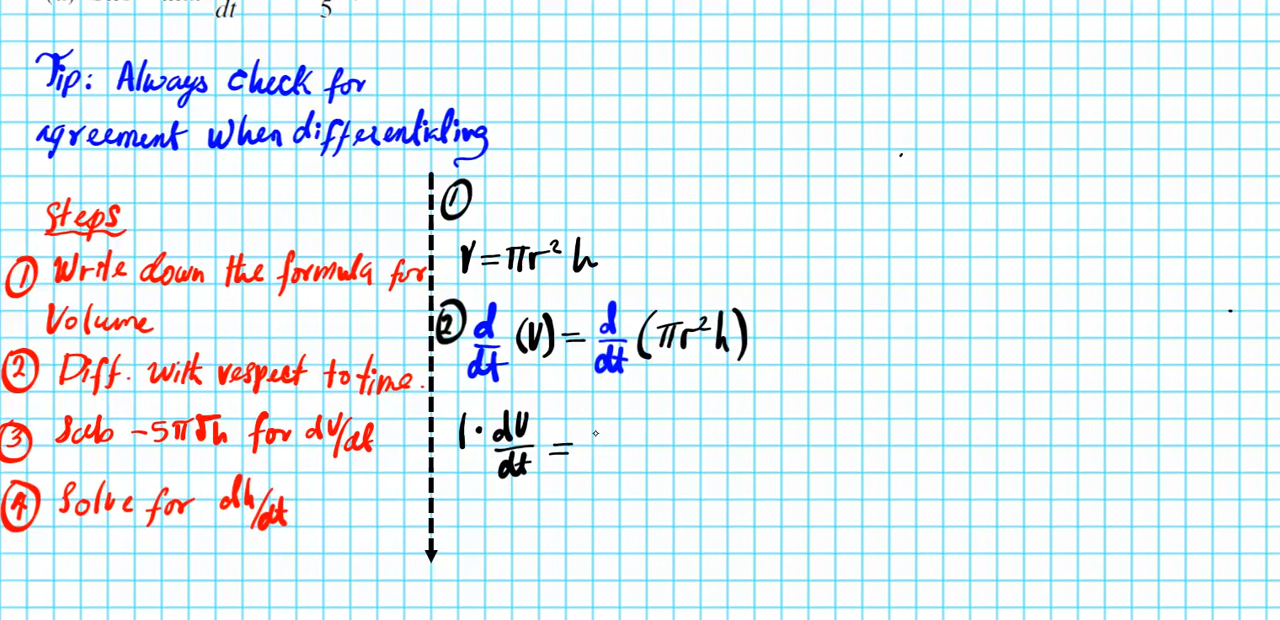 dt 5
Tip: Always check for
agreement when differentialing
Steps
① Write down the formula for
Volume
② Diff. with respect to time.
③ Sub -5π√h for dV/dt
④ Solve for dh/dt
①
V = πr² h
② d/dt (V) = d/dt (πr²h)
1 · dV/dt =